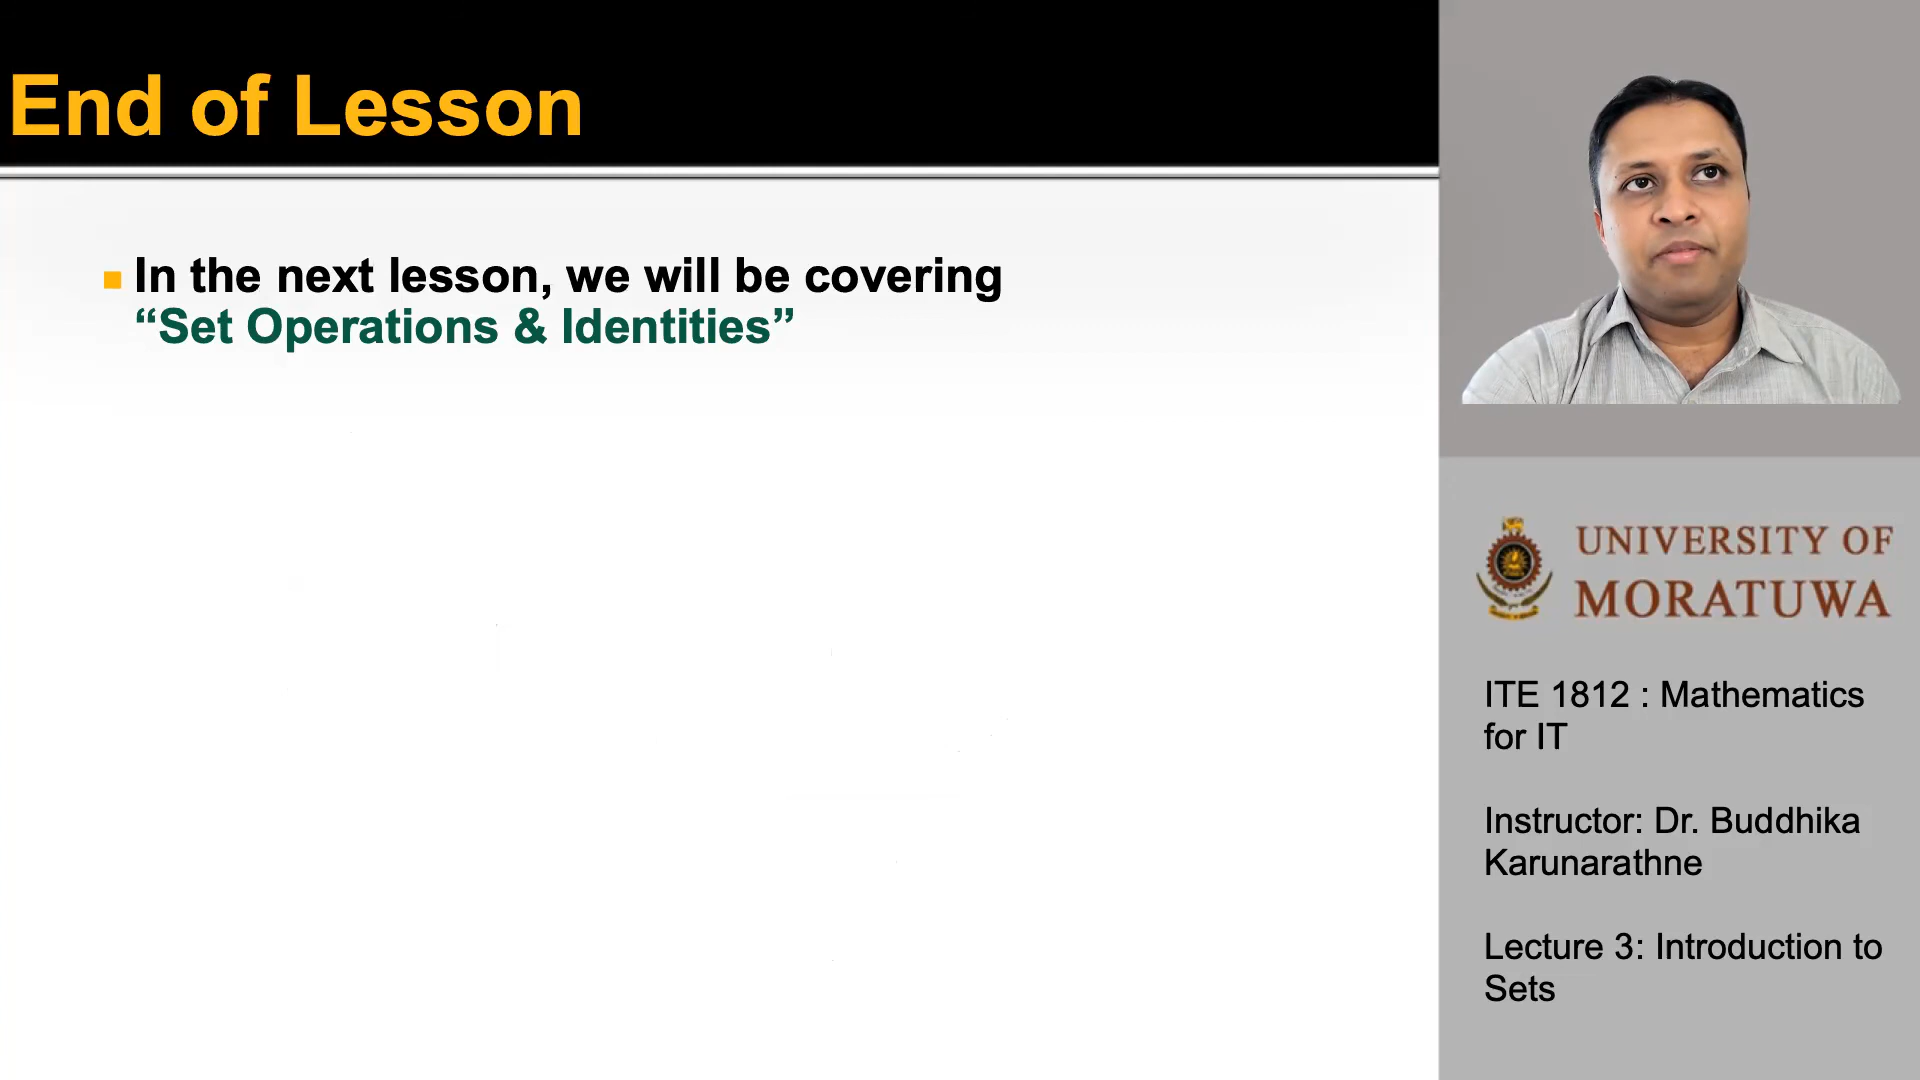 End of Lesson
In the next lesson, we will be covering
“Set Operations & Identities”
UNIVERSITY OF
MORATUWA
ITE 1812 : Mathematics
for IT
Instructor: Dr. Buddhika
Karunarathne
Lecture 3: Introduction to
Sets